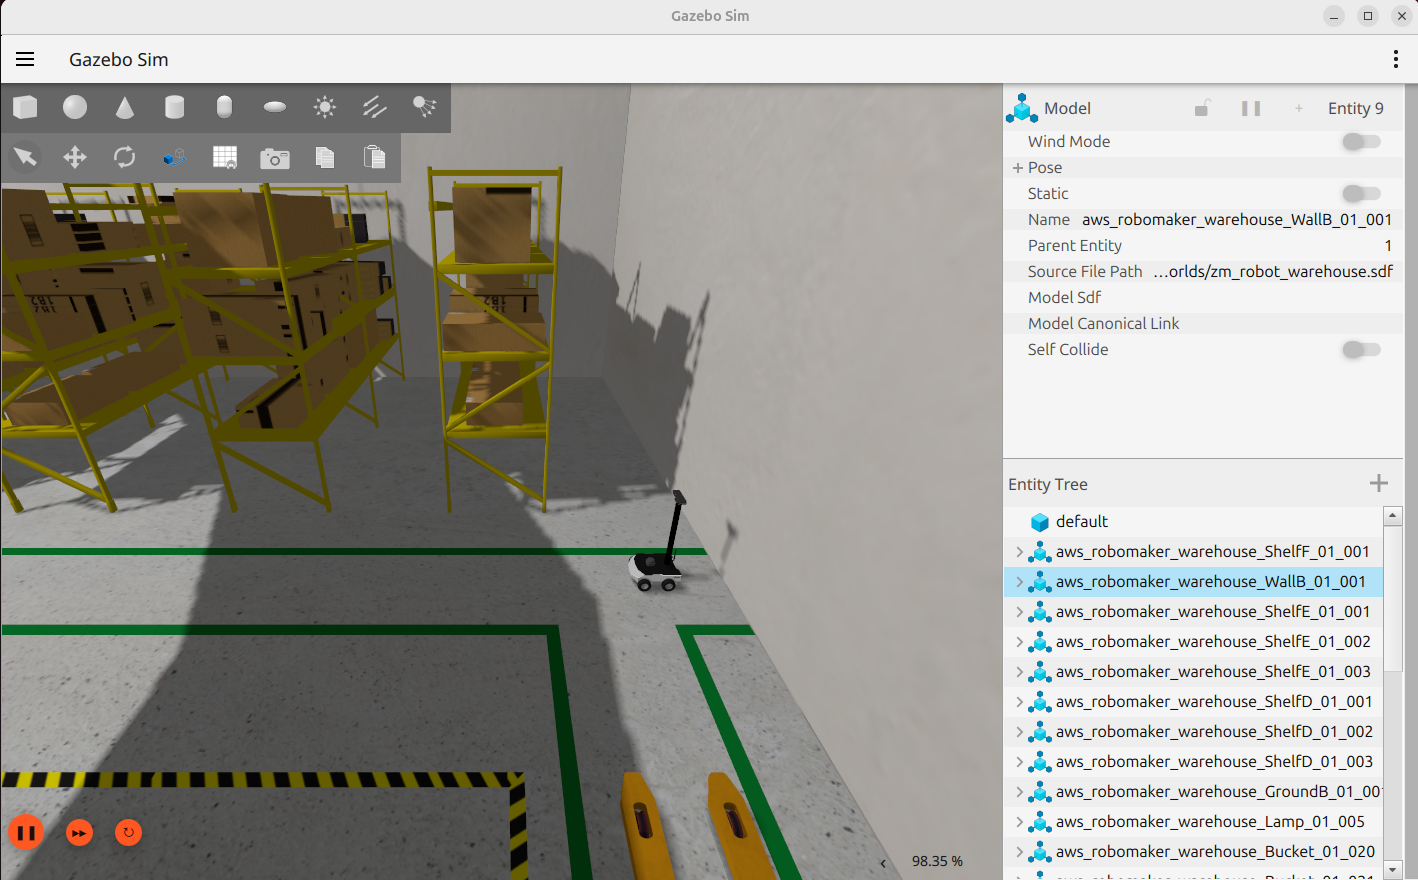 Gazebo Sim
Gazebo Sim
Model
Entity 9
Wind Mode
Pose
Static
Name aws_robomaker_warehouse_WallB_01_001
Parent Entity 1
Source File Path ...orlds/zm_robot_warehouse.sdf
Model Sdf
Model Canonical Link
Self Collide
Entity Tree
default
aws_robomaker_warehouse_ShelfF_01_001
aws_robomaker_warehouse_WallB_01_001
aws_robomaker_warehouse_ShelfE_01_001
aws_robomaker_warehouse_ShelfE_01_002
aws_robomaker_warehouse_ShelfE_01_003
aws_robomaker_warehouse_ShelfD_01_001
aws_robomaker_warehouse_ShelfD_01_002
aws_robomaker_warehouse_ShelfD_01_003
aws_robomaker_warehouse_GroundB_01_00
aws_robomaker_warehouse_Lamp_01_005
aws_robomaker_warehouse_Bucket_01_020
98.35 %